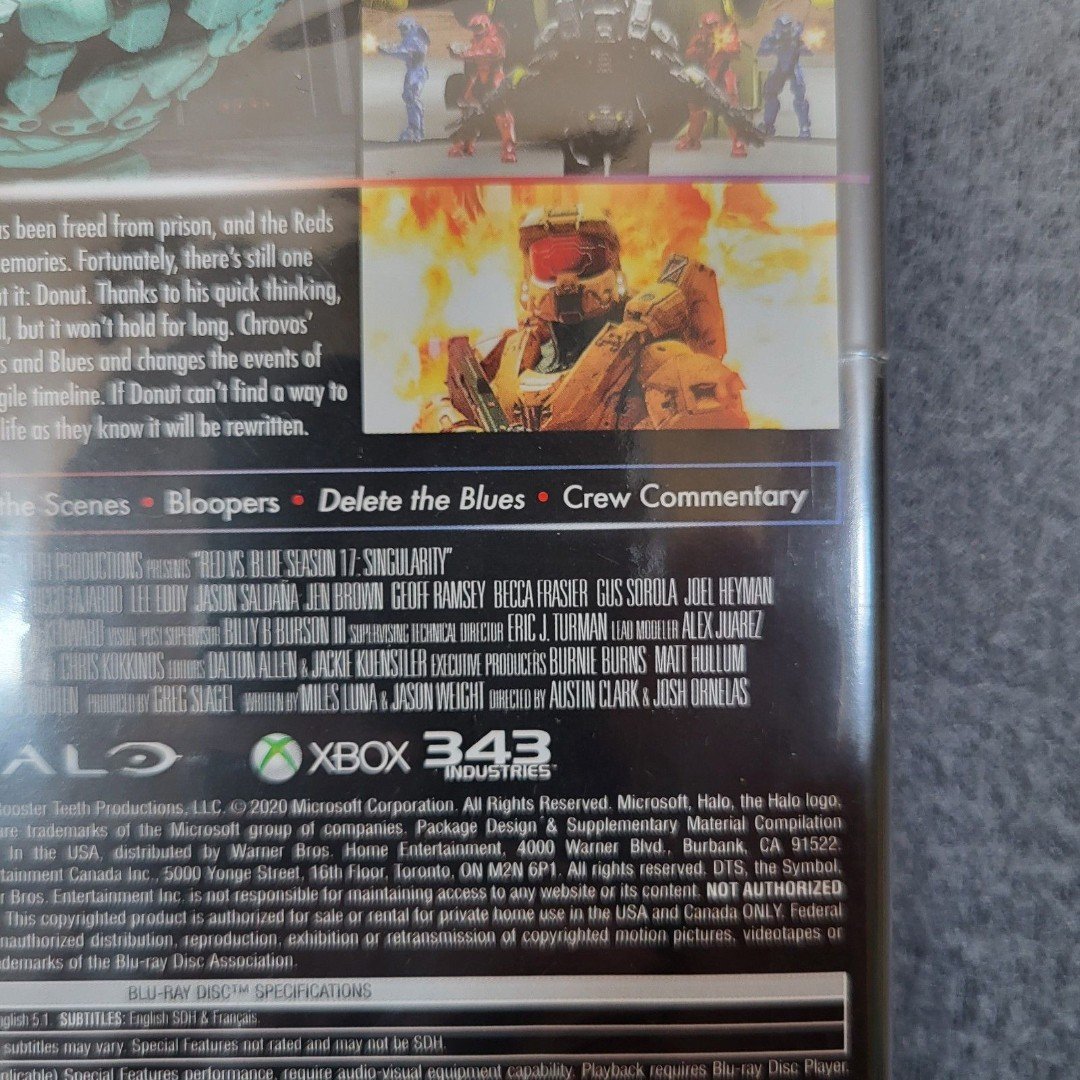 been freed from prison, and the Reds
emories. Fortunately, there's still one
t it: Donut. Thanks to his quick thinking,
l, but it won't hold for long. Chrovos'
s and Blues and changes the events of
gile timeline. If Donut can't find a way to
life as they know it will be rewritten.
the Scenes • Bloopers • Delete the Blues • Crew Commentary
TH PRODUCTIONS PRESENTS "RED VS. BLUE SEASON 17: SINGULARITY"
FAJARDO LEE EDDY JASON SALDAÑA JEN BROWN GEOFF RAMSEY BECCA FRASIER GUS SOROLA JOEL HEYMAN
VISUAL POST SUPERVISOR BILLY B BURSON III SUPERVISING TECHNICAL DIRECTOR ERIC J. TURMAN LEAD MODELER ALEX JUAREZ
CHRIS KOKKINOS EDITORS DALTON ALLEN & JACKIE KUENSTLER EXECUTIVE PRODUCERS BURNIE BURNS MATT HULLUM
PRODUCED BY GREG SLAGEL WRITTEN BY MILES LUNA & JASON WEIGHT DIRECTED BY AUSTIN CLARK & JOSH ORNELAS
ALO XBOX 343 INDUSTRIES
ooster Teeth Productions, LLC. © 2020 Microsoft Corporation. All Rights Reserved. Microsoft, Halo, the Halo logo,
are trademarks of the Microsoft group of companies. Package Design & Supplementary Material Compilation
In the USA, distributed by Warner Bros. Home Entertainment, 4000 Warner Blvd., Burbank, CA 91522.
tainment Canada Inc., 5000 Yonge Street, 16th Floor, Toronto, ON M2N 6P1. All rights reserved. DTS, the Symbol,
r Bros. Entertainment Inc. is not responsible for maintaining access to any website or its content. NOT AUTHORIZED
This copyrighted product is authorized for sale or rental for private home use in the USA and Canada ONLY. Federal
nauthorized distribution, reproduction, exhibition or retransmission of copyrighted motion pictures, videotapes or
demarks of the Blu-ray Disc Association.
BLU-RAY DISC™ SPECIFICATIONS
nglish 5.1 SUBTITLES: English SDH & Français.
subtitles may vary. Special Features not rated and may not be SDH.
plicable) Special Features performance, require audio-visual equipment capability. Playback requires Blu-ray Disc Player.